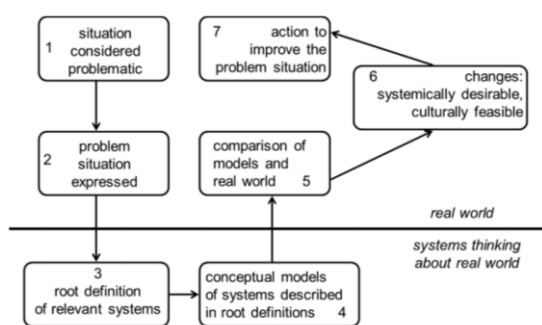 1 situation
considered
problematic
2 problem
situation
expressed
3
root definition
of relevant systems
conceptual models
of systems described
in root definitions 4
comparison of
models and
real world 5
6 changes:
systemically desirable,
culturally feasible
7 action to
improve the
problem situation
real world
systems thinking
about real world